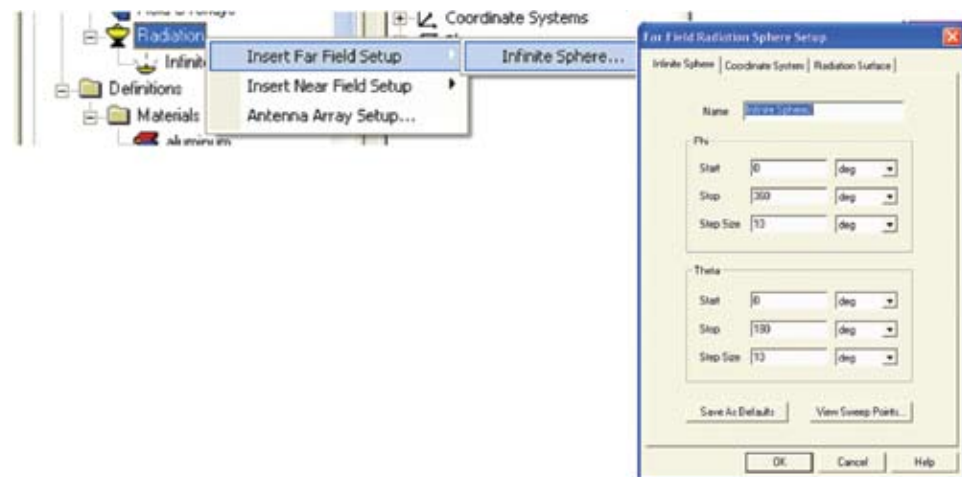 Coordinate Systems
Radiation
Infinit
Insert Far Field Setup
Infinite Sphere...
Definitions
Insert Near Field Setup
Materials
Antenna Array Setup...
aluminum
Far Field Radiation Sphere Setup
Infinite Sphere | Coordinate System | Radiation Surface
Name
Phi
Start 0 deg
Stop 360 deg
Step Size 10 deg
Theta
Start 0 deg
Stop 180 deg
Step Size 10 deg
Save As Defaults View Sweep Points...
OK Cancel Help